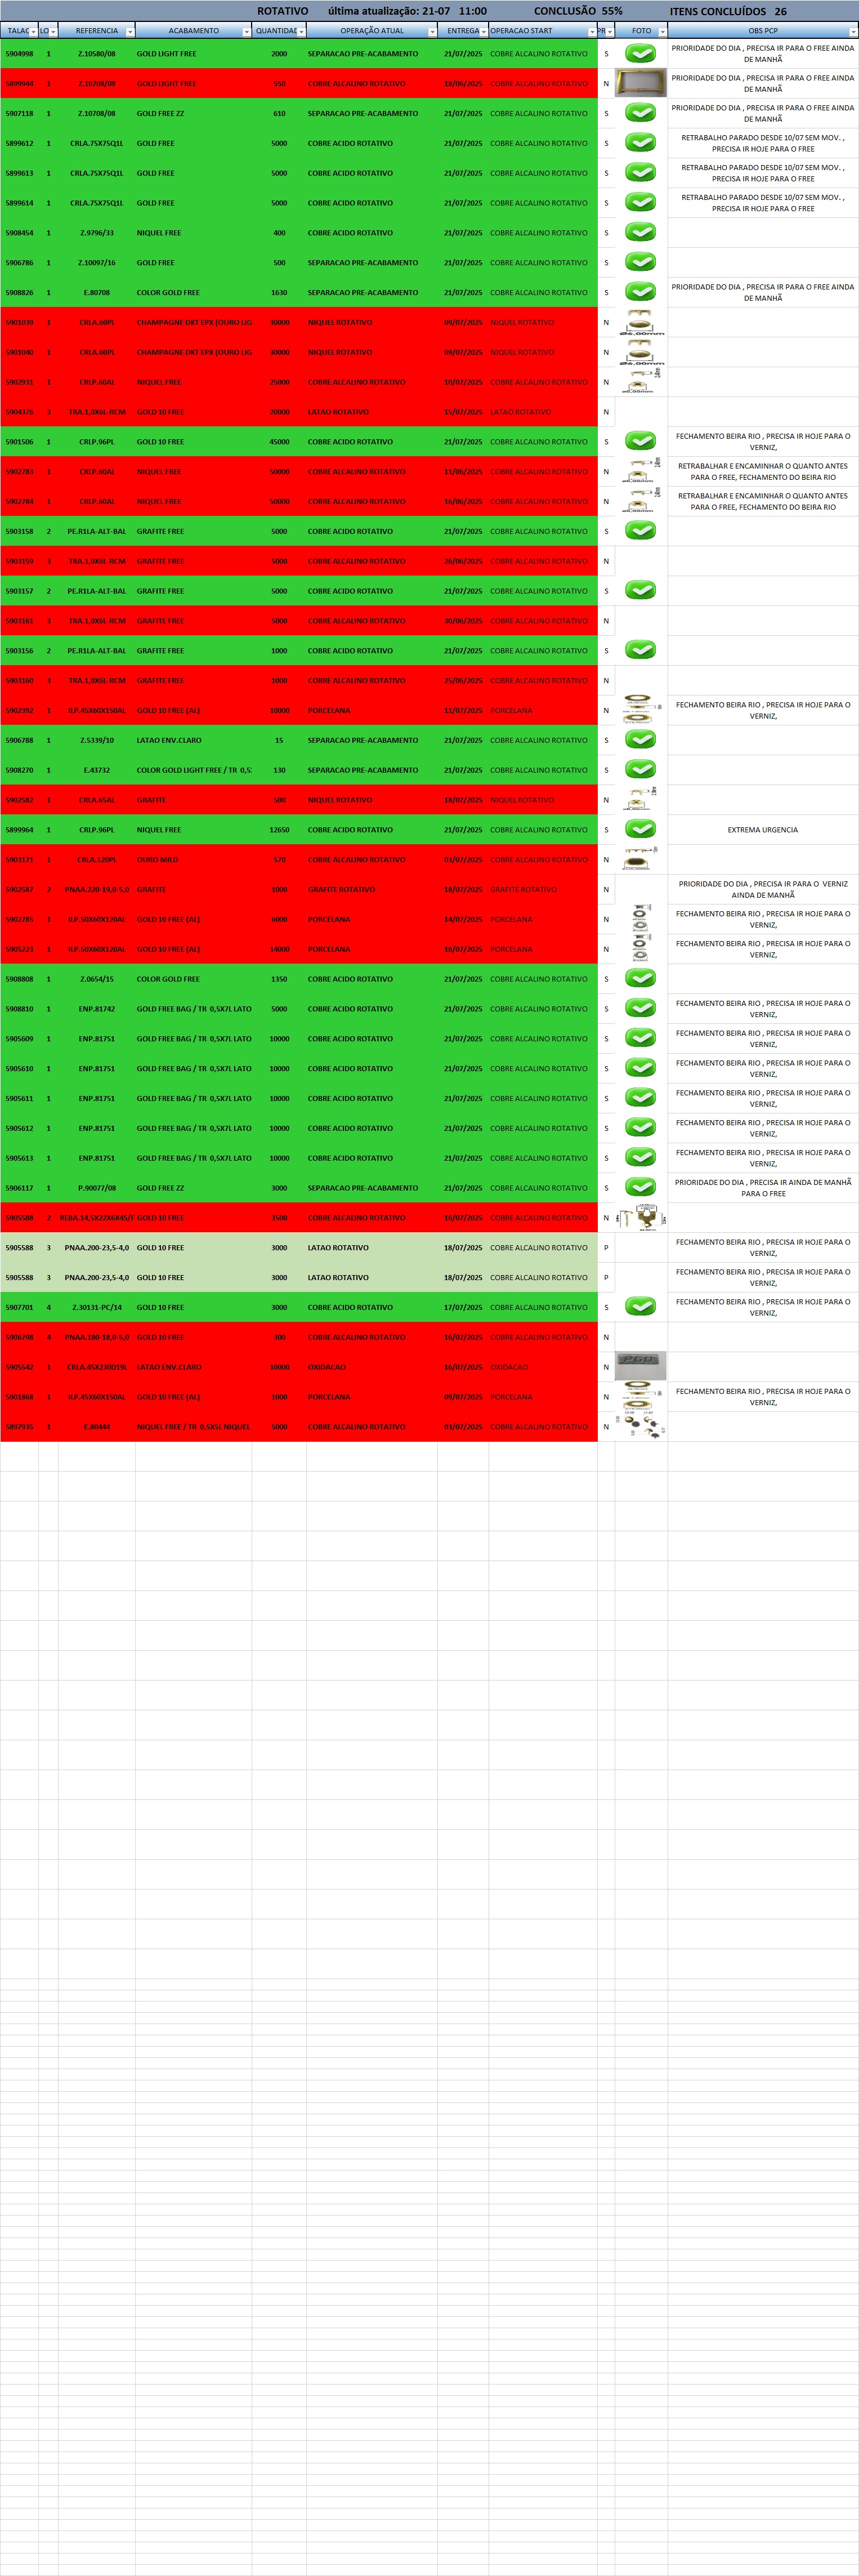 ROTATIVO última atualização: 21-07 11:00 CONCLUSÃO 55% ITENS CONCLUÍDOS 26
TALAC LO REFERENCIA ACABAMENTO QUANTIDADE OPERAÇÃO ATUAL ENTREGA OPERACAO START PR FOTO OBS PCP
5904998 1 Z.10580/08 GOLD LIGHT FREE 2000 SEPARACAO PRE-ACABAMENTO 21/07/2025 COBRE ALCALINO ROTATIVO S PRIORIDADE DO DIA , PRECISA IR PARA O FREE AINDA DE MANHÃ
5899944 1 Z.10708/08 GOLD LIGHT FREE 550 COBRE ALCALINO ROTATIVO 18/06/2025 COBRE ALCALINO ROTATIVO N PRIORIDADE DO DIA , PRECISA IR PARA O FREE AINDA DE MANHÃ
5907118 1 Z.10708/08 GOLD FREE ZZ 610 SEPARACAO PRE-ACABAMENTO 21/07/2025 COBRE ALCALINO ROTATIVO S PRIORIDADE DO DIA , PRECISA IR PARA O FREE AINDA DE MANHÃ
5899612 1 CRLA.75X75Q1L GOLD FREE 5000 COBRE ACIDO ROTATIVO 21/07/2025 COBRE ALCALINO ROTATIVO S RETRABALHO PARADO DESDE 10/07 SEM MOV. , PRECISA IR HOJE PARA O FREE
5899613 1 CRLA.75X75Q1L GOLD FREE 5000 COBRE ACIDO ROTATIVO 21/07/2025 COBRE ALCALINO ROTATIVO S RETRABALHO PARADO DESDE 10/07 SEM MOV. , PRECISA IR HOJE PARA O FREE
5899614 1 CRLA.75X75Q1L GOLD FREE 5000 COBRE ACIDO ROTATIVO 21/07/2025 COBRE ALCALINO ROTATIVO S RETRABALHO PARADO DESDE 10/07 SEM MOV. , PRECISA IR HOJE PARA O FREE
5908454 1 Z.9796/33 NIQUEL FREE 400 COBRE ACIDO ROTATIVO 21/07/2025 COBRE ALCALINO ROTATIVO S
5906786 1 Z.10097/16 GOLD FREE 500 SEPARACAO PRE-ACABAMENTO 21/07/2025 COBRE ALCALINO ROTATIVO S
5908826 1 E.80708 COLOR GOLD FREE 1630 SEPARACAO PRE-ACABAMENTO 21/07/2025 COBRE ALCALINO ROTATIVO S PRIORIDADE DO DIA , PRECISA IR PARA O FREE AINDA DE MANHÃ
5901039 1 CRLA.60PL CHAMPAGNE DKT EPX (OURO LIG 30000 NIQUEL ROTATIVO 09/07/2025 NIQUEL ROTATIVO N
5901040 1 CRLA.60PL CHAMPAGNE DKT EPX (OURO LIG 30000 NIQUEL ROTATIVO 09/07/2025 NIQUEL ROTATIVO N
5902931 1 CRLP.60AL NIQUEL FREE 25000 COBRE ALCALINO ROTATIVO 10/07/2025 COBRE ALCALINO ROTATIVO N
5904376 3 TRA.1,0X6L-RCM GOLD 10 FREE 20000 LATAO ROTATIVO 15/07/2025 LATAO ROTATIVO N
5901506 1 CRLP.96PL GOLD 10 FREE 45000 COBRE ACIDO ROTATIVO 21/07/2025 COBRE ALCALINO ROTATIVO S FECHAMENTO BEIRA RIO , PRECISA IR HOJE PARA O VERNIZ,
5902783 1 CRLP.60AL NIQUEL FREE 50000 COBRE ALCALINO ROTATIVO 11/06/2025 COBRE ALCALINO ROTATIVO N RETRABALHAR E ENCAMINHAR O QUANTO ANTES PARA O FREE, FECHAMENTO DO BEIRA RIO
5902784 1 CRLP.60AL NIQUEL FREE 50000 COBRE ALCALINO ROTATIVO 16/06/2025 COBRE ALCALINO ROTATIVO N RETRABALHAR E ENCAMINHAR O QUANTO ANTES PARA O FREE, FECHAMENTO DO BEIRA RIO
5903158 2 PE.R1LA-ALT-BAL GRAFITE FREE 5000 COBRE ACIDO ROTATIVO 21/07/2025 COBRE ALCALINO ROTATIVO S
5903159 3 TRA.1,0X6L-RCM GRAFITE FREE 5000 COBRE ALCALINO ROTATIVO 26/06/2025 COBRE ALCALINO ROTATIVO N
5903157 2 PE.R1LA-ALT-BAL GRAFITE FREE 5000 COBRE ACIDO ROTATIVO 21/07/2025 COBRE ALCALINO ROTATIVO S
5903161 3 TRA.1,0X6L-RCM GRAFITE FREE 5000 COBRE ALCALINO ROTATIVO 30/06/2025 COBRE ALCALINO ROTATIVO N
5903156 2 PE.R1LA-ALT-BAL GRAFITE FREE 1000 COBRE ACIDO ROTATIVO 21/07/2025 COBRE ALCALINO ROTATIVO S
5903160 3 TRA.1,0X6L-RCM GRAFITE FREE 1000 COBRE ALCALINO ROTATIVO 25/06/2025 COBRE ALCALINO ROTATIVO N
5902392 1 ILP.45X60X150AL GOLD 10 FREE (AL) 10000 PORCELANA 11/07/2025 PORCELANA N FECHAMENTO BEIRA RIO , PRECISA IR HOJE PARA O VERNIZ,
5906788 1 Z.5339/10 LATAO ENV.CLARO 15 SEPARACAO PRE-ACABAMENTO 21/07/2025 COBRE ALCALINO ROTATIVO S
5908270 1 E.43732 COLOR GOLD LIGHT FREE / TR 0,5 130 SEPARACAO PRE-ACABAMENTO 21/07/2025 COBRE ALCALINO ROTATIVO S
5902582 1 CRLA.65AL GRAFITE 500 NIQUEL ROTATIVO 18/07/2025 NIQUEL ROTATIVO N
5899964 1 CRLP.96PL NIQUEL FREE 12650 COBRE ACIDO ROTATIVO 21/07/2025 COBRE ALCALINO ROTATIVO S EXTREMA URGENCIA
5903171 1 CRLA.120PL OURO MILD 570 COBRE ALCALINO ROTATIVO 03/07/2025 COBRE ALCALINO ROTATIVO N
5902587 2 PNAA.220-19,0-5,0 GRAFITE 1000 GRAFITE ROTATIVO 18/07/2025 GRAFITE ROTATIVO N PRIORIDADE DO DIA , PRECISA IR PARA O VERNIZ AINDA DE MANHÃ
5902785 1 ILP.50X60X120AL GOLD 10 FREE (AL) 6000 PORCELANA 14/07/2025 PORCELANA N FECHAMENTO BEIRA RIO , PRECISA IR HOJE PARA O VERNIZ,
5905223 1 ILP.50X60X120AL GOLD 10 FREE (AL) 14000 PORCELANA 16/07/2025 PORCELANA N FECHAMENTO BEIRA RIO , PRECISA IR HOJE PARA O VERNIZ,
5908808 1 Z.0654/15 COLOR GOLD FREE 1350 COBRE ACIDO ROTATIVO 21/07/2025 COBRE ALCALINO ROTATIVO S
5908810 1 ENP.81742 GOLD FREE BAG / TR 0,5X7L LATO 5000 COBRE ACIDO ROTATIVO 21/07/2025 COBRE ALCALINO ROTATIVO S FECHAMENTO BEIRA RIO , PRECISA IR HOJE PARA O VERNIZ,
5905609 1 ENP.81751 GOLD FREE BAG / TR 0,5X7L LATO 10000 COBRE ACIDO ROTATIVO 21/07/2025 COBRE ALCALINO ROTATIVO S FECHAMENTO BEIRA RIO , PRECISA IR HOJE PARA O VERNIZ,
5905610 1 ENP.81751 GOLD FREE BAG / TR 0,5X7L LATO 10000 COBRE ACIDO ROTATIVO 21/07/2025 COBRE ALCALINO ROTATIVO S FECHAMENTO BEIRA RIO , PRECISA IR HOJE PARA O VERNIZ,
5905611 1 ENP.81751 GOLD FREE BAG / TR 0,5X7L LATO 10000 COBRE ACIDO ROTATIVO 21/07/2025 COBRE ALCALINO ROTATIVO S FECHAMENTO BEIRA RIO , PRECISA IR HOJE PARA O VERNIZ,
5905612 1 ENP.81751 GOLD FREE BAG / TR 0,5X7L LATO 10000 COBRE ACIDO ROTATIVO 21/07/2025 COBRE ALCALINO ROTATIVO S FECHAMENTO BEIRA RIO , PRECISA IR HOJE PARA O VERNIZ,
5905613 1 ENP.81751 GOLD FREE BAG / TR 0,5X7L LATO 10000 COBRE ACIDO ROTATIVO 21/07/2025 COBRE ALCALINO ROTATIVO S FECHAMENTO BEIRA RIO , PRECISA IR HOJE PARA O VERNIZ,
5906117 1 P.90077/08 GOLD FREE ZZ 3000 SEPARACAO PRE-ACABAMENTO 21/07/2025 COBRE ALCALINO ROTATIVO S PRIORIDADE DO DIA , PRECISA IR AINDA DE MANHÃ PARA O FREE
5905588 2 REBA.14,5X22X6X4S/F GOLD 10 FREE 3500 COBRE ALCALINO ROTATIVO 16/07/2025 COBRE ALCALINO ROTATIVO N
5905588 3 PNAA.200-23,5-4,0 GOLD 10 FREE 3000 LATAO ROTATIVO 18/07/2025 COBRE ALCALINO ROTATIVO P FECHAMENTO BEIRA RIO , PRECISA IR HOJE PARA O VERNIZ,
5905588 3 PNAA.200-23,5-4,0 GOLD 10 FREE 3000 LATAO ROTATIVO 18/07/2025 COBRE ALCALINO ROTATIVO P FECHAMENTO BEIRA RIO , PRECISA IR HOJE PARA O VERNIZ,
5907701 4 Z.30131-PC/14 GOLD FREE 3000 COBRE ACIDO ROTATIVO 17/07/2025 COBRE ALCALINO ROTATIVO S FECHAMENTO BEIRA RIO , PRECISA IR HOJE PARA O VERNIZ,
5906798 4 PNAA.180-18,0-5,0 GOLD 10 FREE 300 COBRE ALCALINO ROTATIVO 16/07/2025 COBRE ALCALINO ROTATIVO N
5905542 1 CRLA.45X230D19L LATAO ENV.CLARO 10000 OXIDACAO 16/07/2025 OXIDACAO N
5901868 1 ILP.45X60X150AL GOLD 10 FREE (AL) 1000 PORCELANA 09/07/2025 PORCELANA N FECHAMENTO BEIRA RIO , PRECISA IR HOJE PARA O VERNIZ,
5897935 1 E.80444 NIQUEL FREE / TR 0,5X5L NIQUEL 5000 COBRE ALCALINO ROTATIVO 01/07/2025 COBRE ALCALINO ROTATIVO N